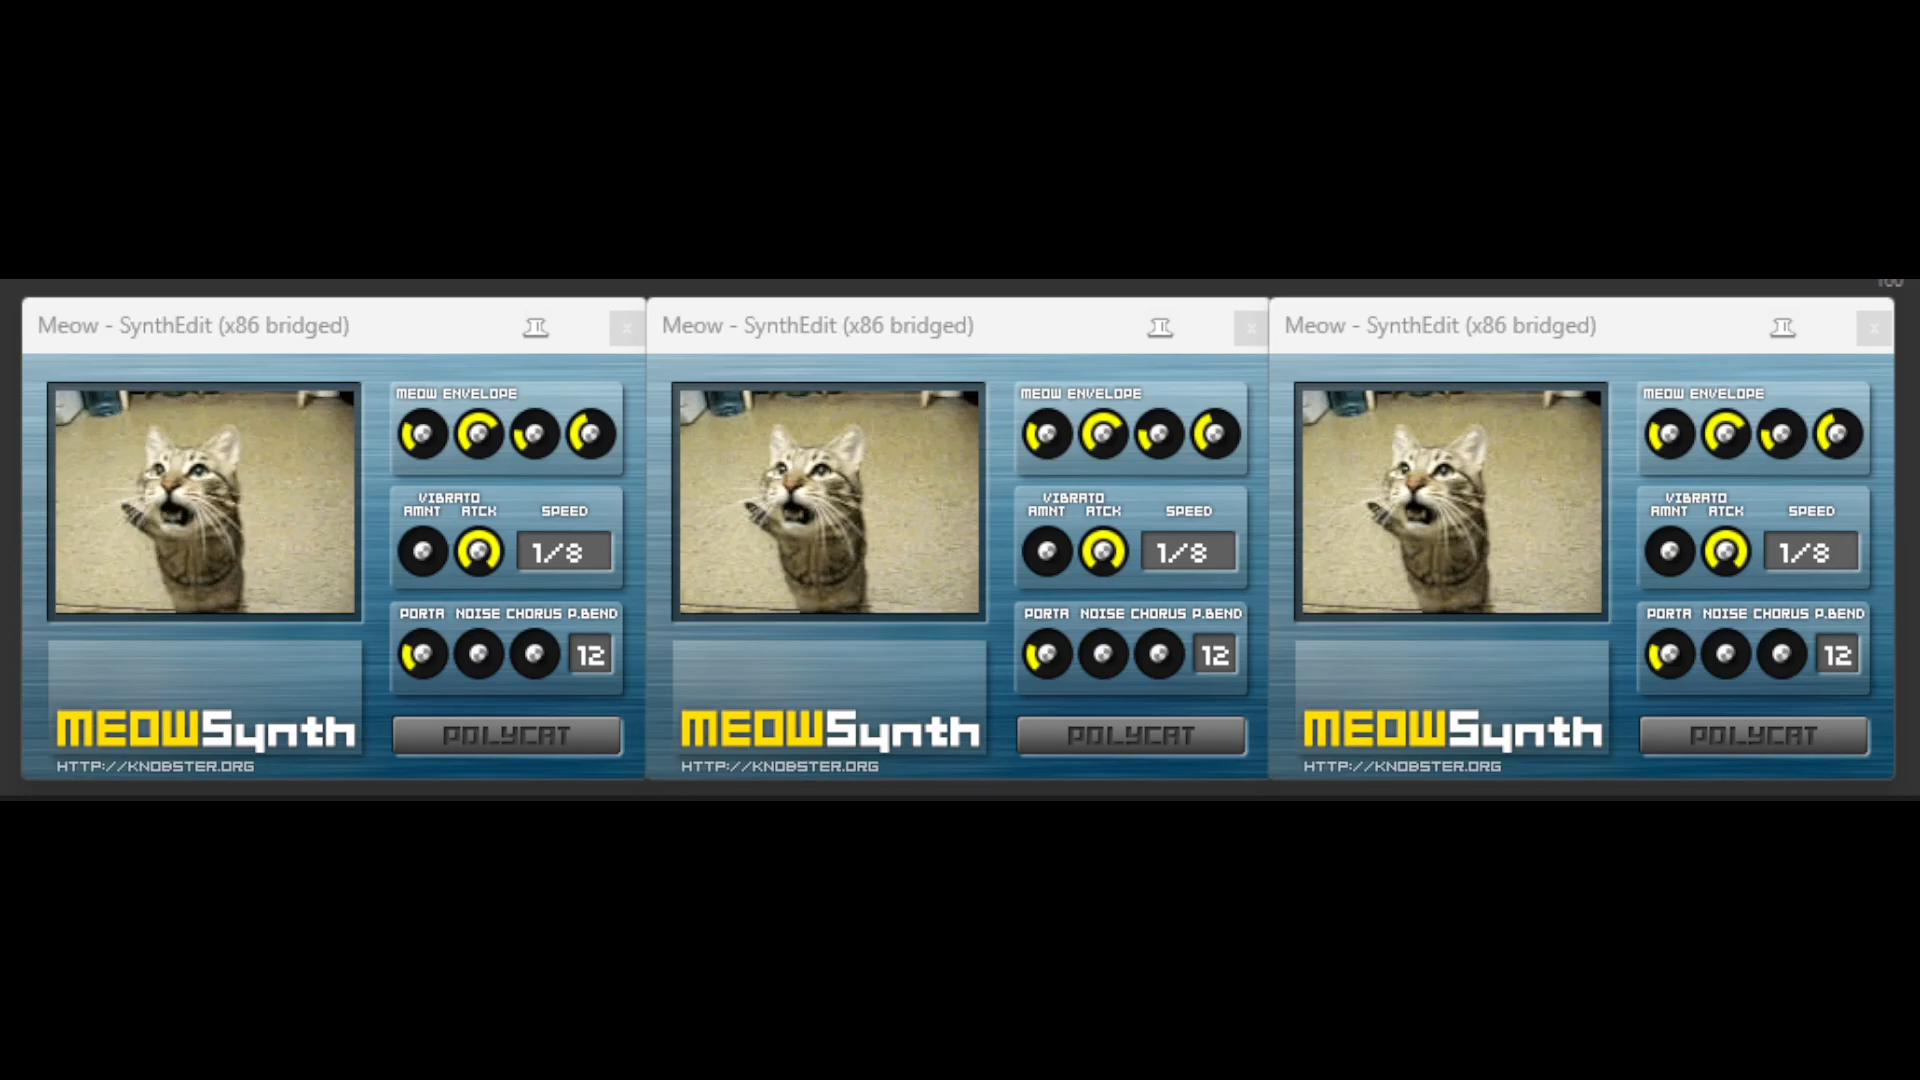 100
Meow - SynthEdit (x86 bridged)
MEOW ENVELOPE
VIBRATO
AMNT ATCK SPEED
1/8
PORTA NOISE CHORUS P.BEND
12
MEOWSynth
POLYCAT
HTTP://KNOBSTER.ORG
Meow - SynthEdit (x86 bridged)
MEOW ENVELOPE
VIBRATO
AMNT ATCK SPEED
1/8
PORTA NOISE CHORUS P.BEND
12
MEOWSynth
POLYCAT
HTTP://KNOBSTER.ORG
Meow - SynthEdit (x86 bridged)
MEOW ENVELOPE
VIBRATO
AMNT ATCK SPEED
1/8
PORTA NOISE CHORUS P.BEND
12
MEOWSynth
POLYCAT
HTTP://KNOBSTER.ORG